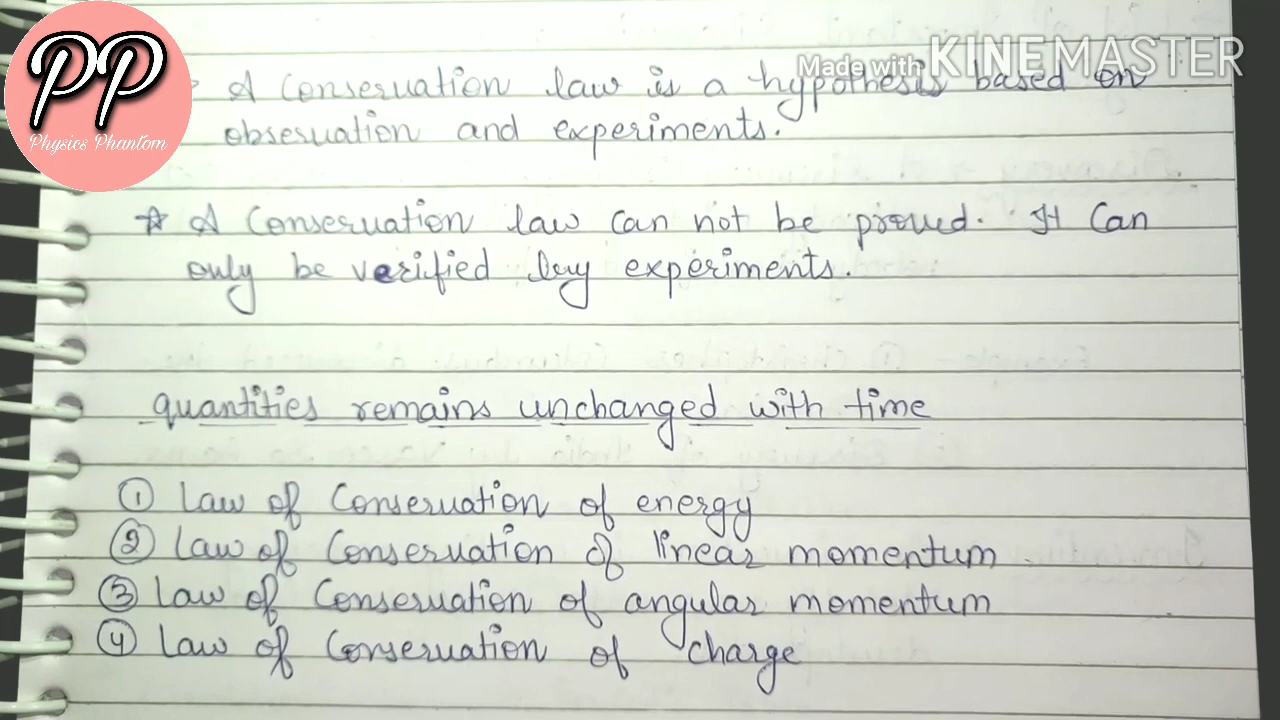 PP
Physics Phantom
Made with KINEMASTER
A Conservation law is a hypothesis based on
observation and experiments.
☆ A Conservation law can not be proved. It Can
only be verified by experiments.
quantities remains unchanged with time
① Law of Conservation of energy
② Law of Conservation of linear momentum
③ Law of Conservation of angular momentum
④ Law of Conservation of charge